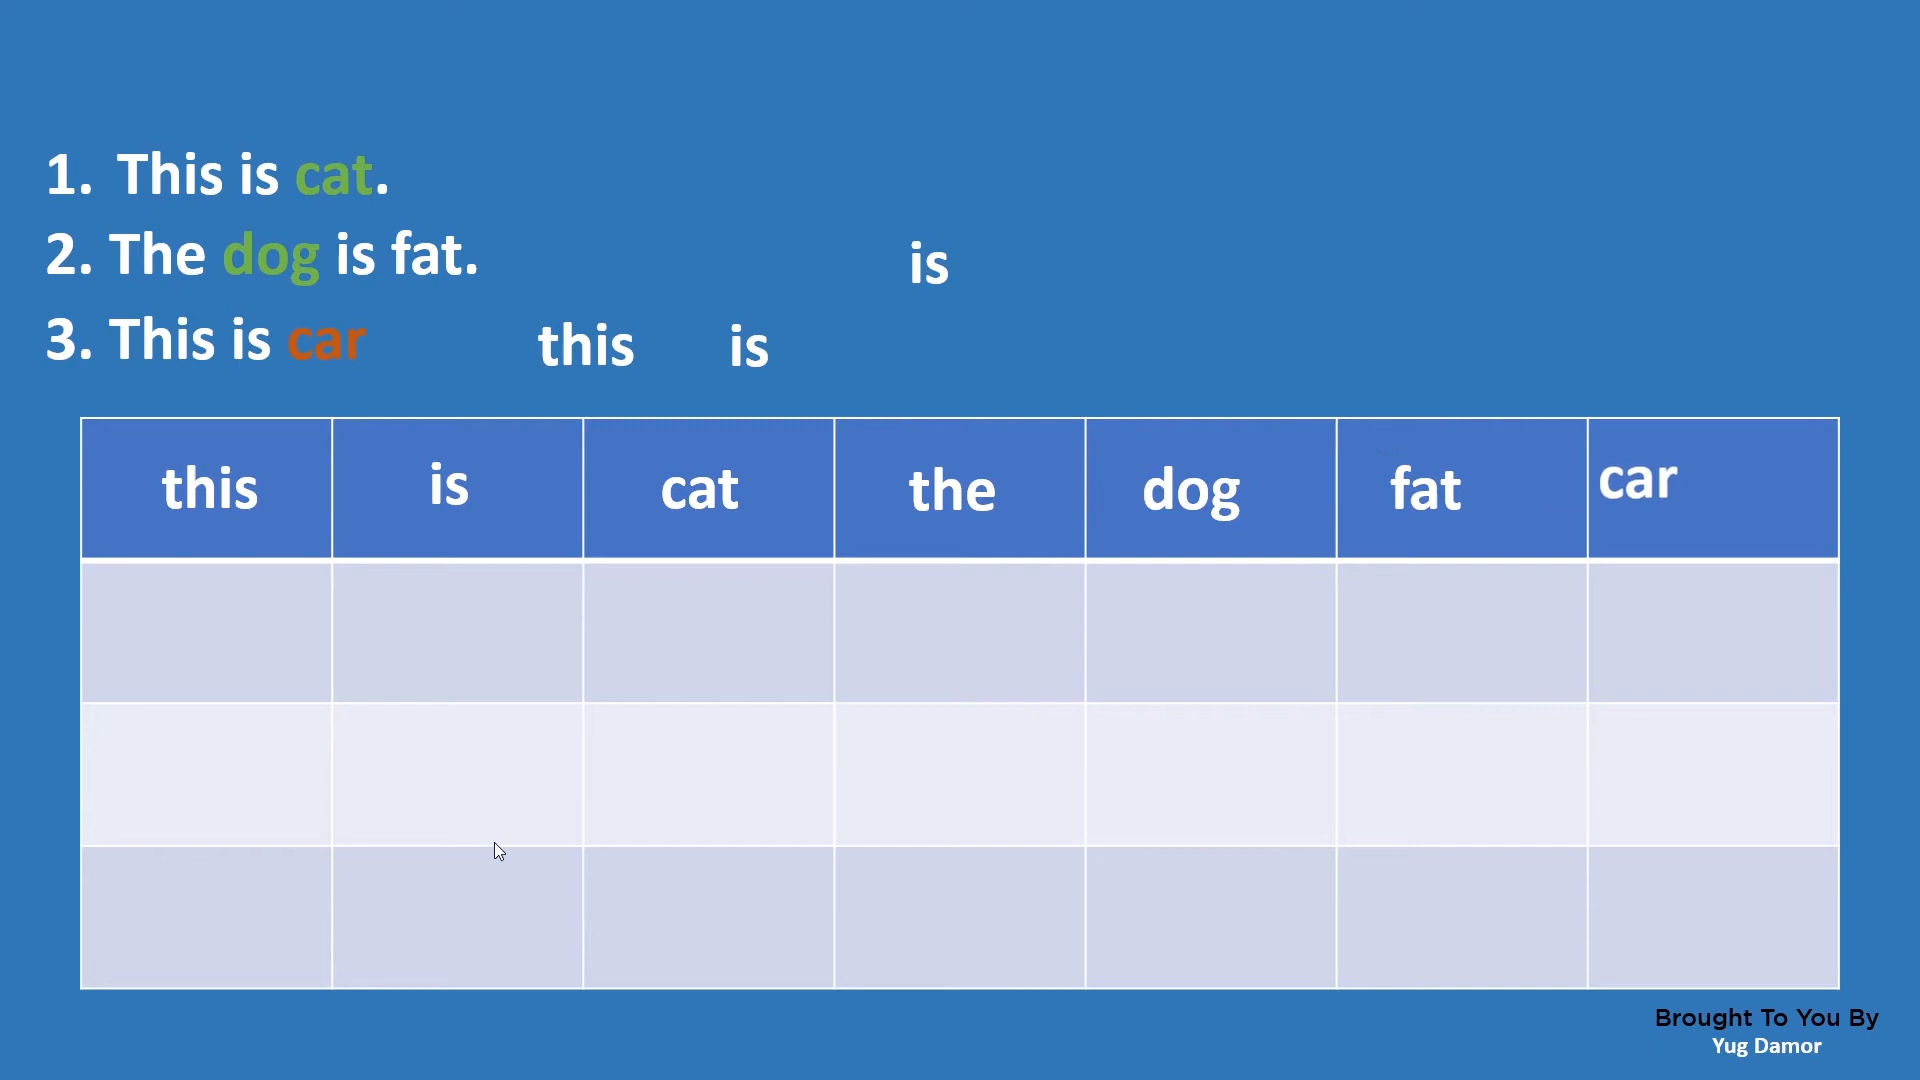 1. This is cat.
2. The dog is fat.
is
3. This is car
this is
this is cat the dog fat car
Brought To You By
Yug Damor